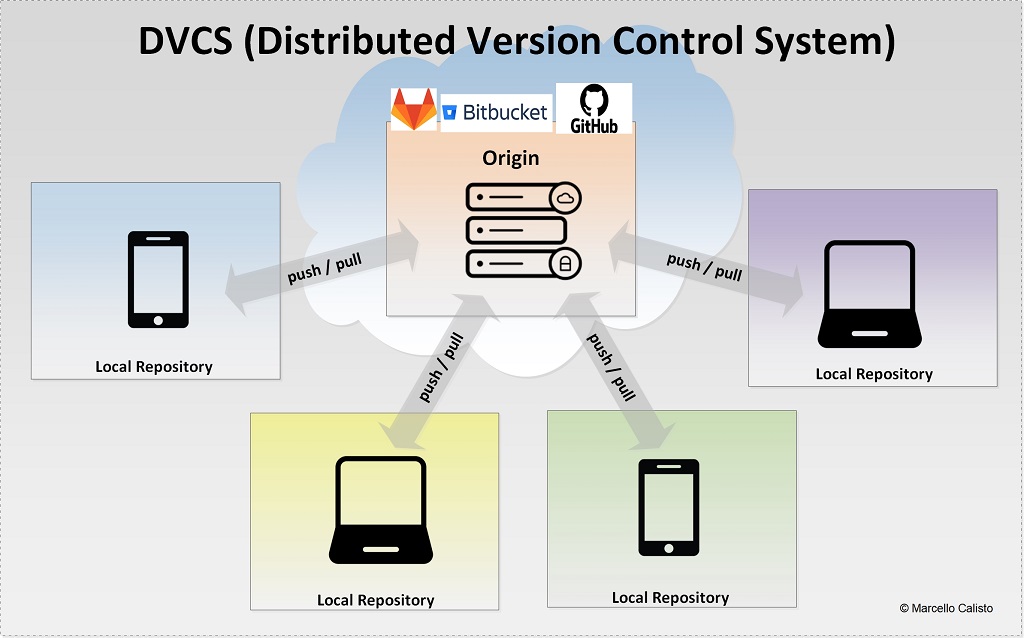 DVCS (Distributed Version Control System)
Bitbucket
GitHub
Origin
push / pull
push / pull
push / pull
push / pull
Local Repository
Local Repository
Local Repository
Local Repository
© Marcello Calisto